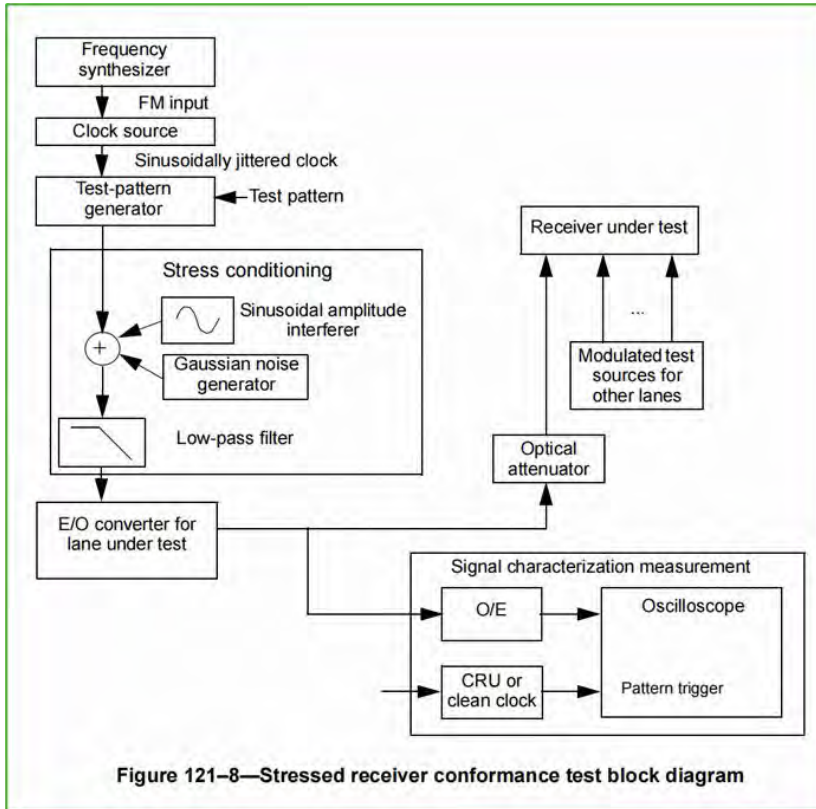 Frequency
synthesizer
FM input
Clock source
Sinusoidally jittered clock
Test-pattern
generator
Test pattern
Stress conditioning
Sinusoidal amplitude
interferer
+
Gaussian noise
generator
Low-pass filter
E/O converter for
lane under test
Receiver under test
...
Modulated test
sources for
other lanes
Optical
attenuator
Signal characterization measurement
O/E
Oscilloscope
CRU or
clean clock
Pattern trigger
Figure 121–8—Stressed receiver conformance test block diagram